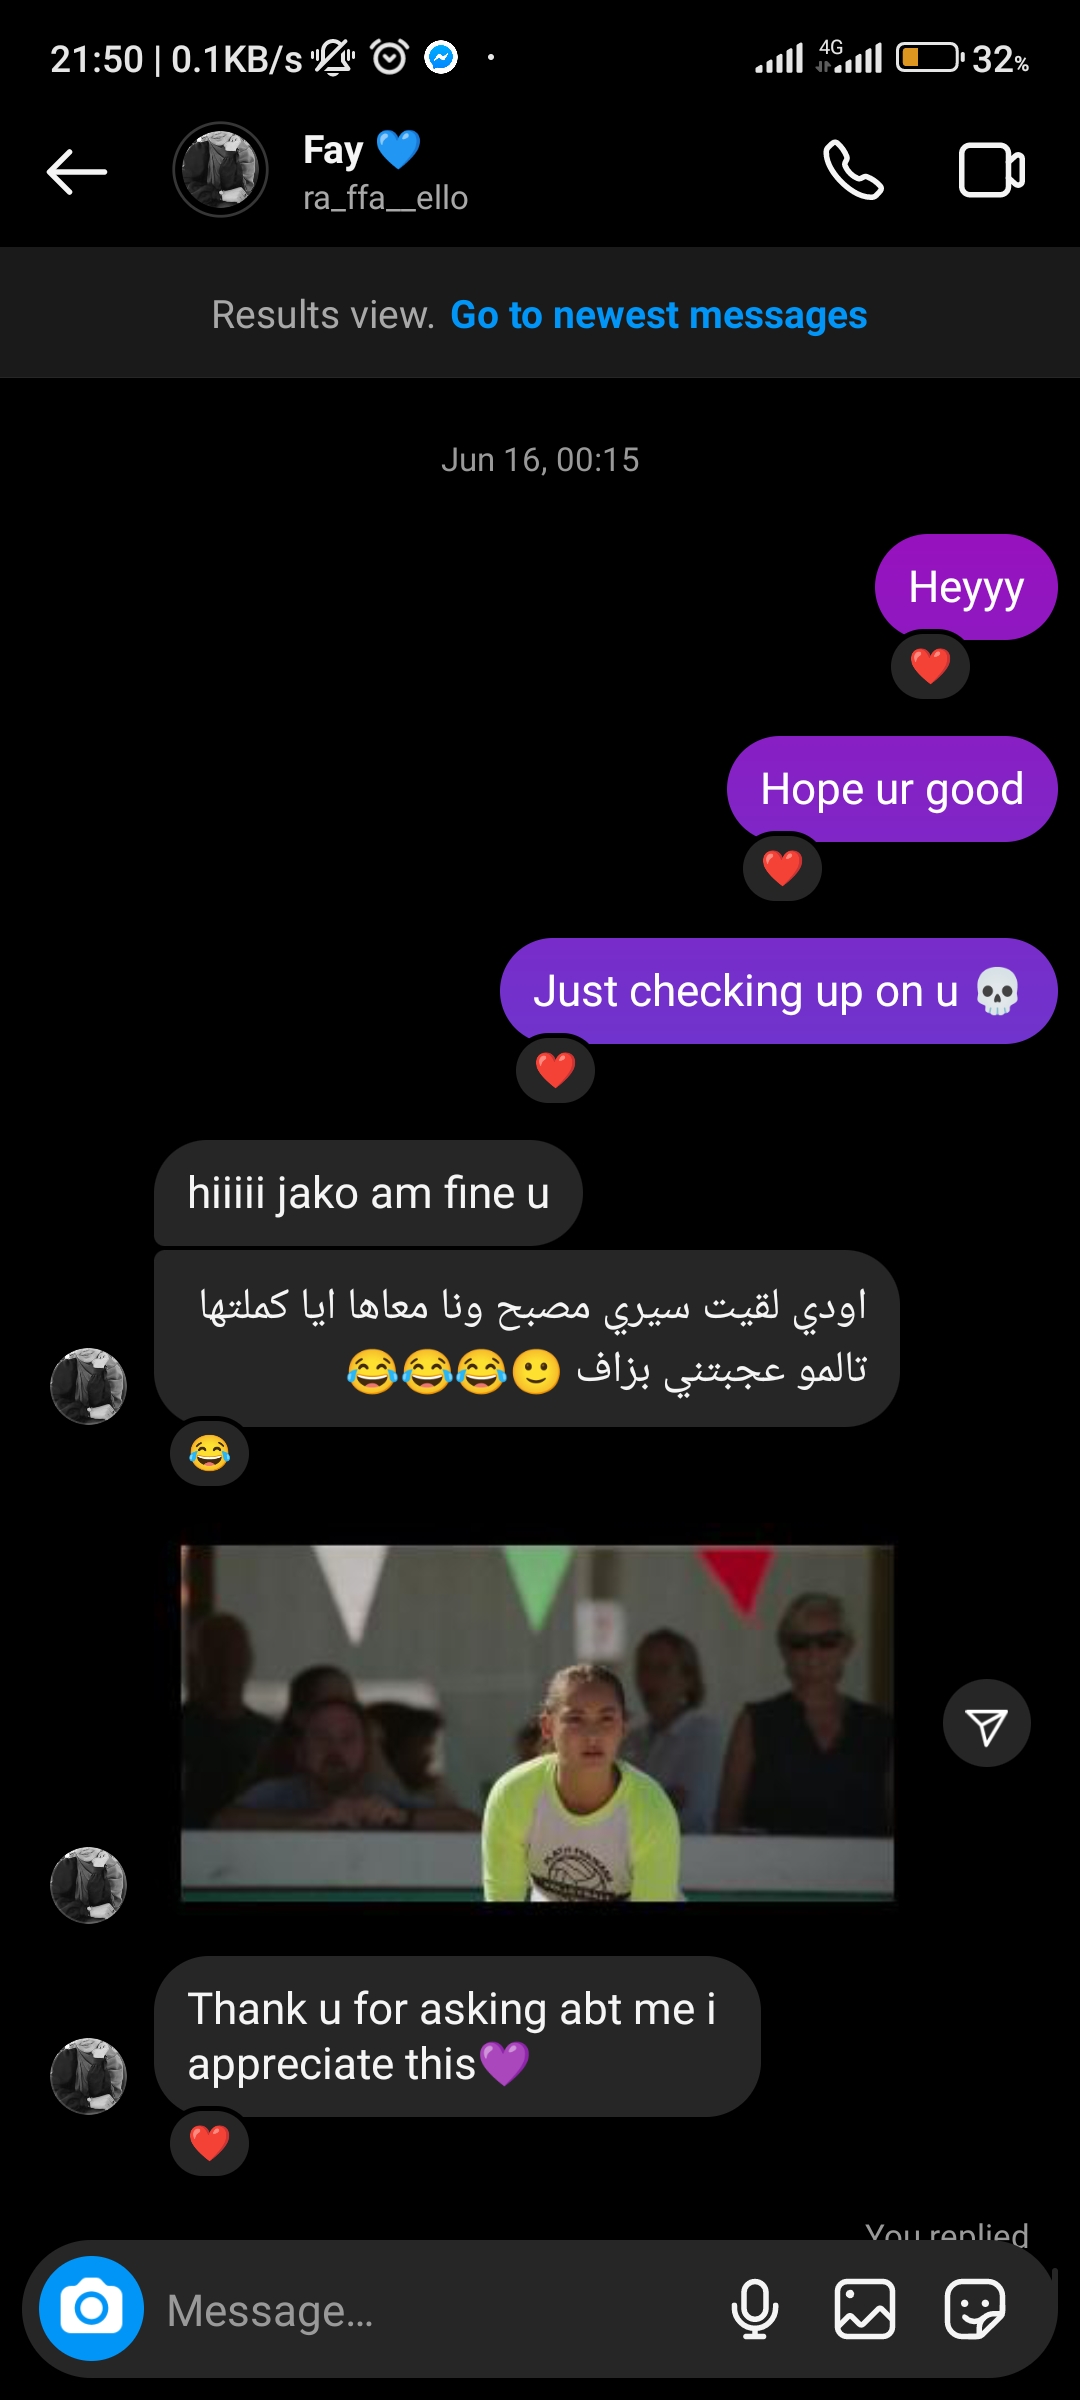 21:50 | 0.1KB/s
4G
32%
Fay 💙
ra_ffa__ello
Results view. Go to newest messages
Jun 16, 00:15
Heyyy
❤️
Hope ur good
❤️
Just checking up on u 💀
❤️
hiiiii jako am fine u
اودي لقيت سيري مصبح ونا معاها ايا كملتها
تالمو عجبتني بزاف 🙂😂😂😂
😂
Thank u for asking abt me i
appreciate this💜
❤️
You replied
Message...